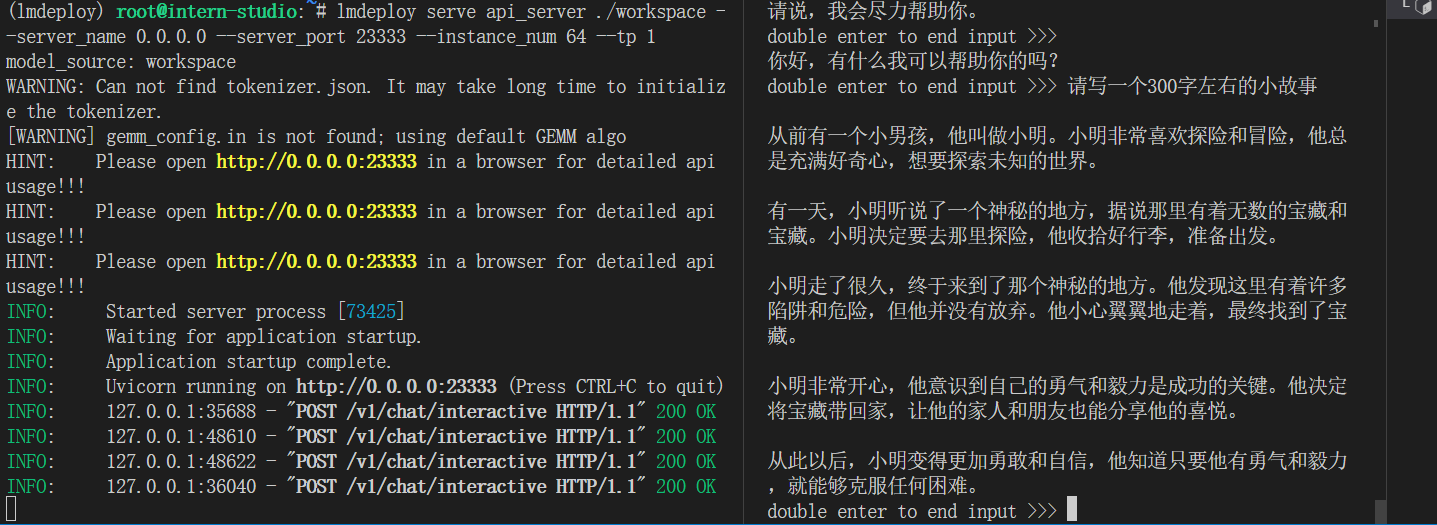 (lmdeploy) root@intern-studio:~# lmdeploy serve api_server ./workspace -
-server_name 0.0.0.0 --server_port 23333 --instance_num 64 --tp 1
model_source: workspace
WARNING: Can not find tokenizer.json. It may take long time to initializ
e the tokenizer.
[WARNING] gemm_config.in is not found; using default GEMM algo
HINT:    Please open http://0.0.0.0:23333 in a browser for detailed api
usage!!!
HINT:    Please open http://0.0.0.0:23333 in a browser for detailed api
usage!!!
HINT:    Please open http://0.0.0.0:23333 in a browser for detailed api
usage!!!
INFO:     Started server process [73425]
INFO:     Waiting for application startup.
INFO:     Application startup complete.
INFO:     Uvicorn running on http://0.0.0.0:23333 (Press CTRL+C to quit)
INFO:     127.0.0.1:35688 - "POST /v1/chat/interactive HTTP/1.1" 200 OK
INFO:     127.0.0.1:48610 - "POST /v1/chat/interactive HTTP/1.1" 200 OK
INFO:     127.0.0.1:48622 - "POST /v1/chat/interactive HTTP/1.1" 200 OK
INFO:     127.0.0.1:36040 - "POST /v1/chat/interactive HTTP/1.1" 200 OK
请说，我会尽力帮助你。
double enter to end input >>>
你好，有什么我可以帮助你的吗？
double enter to end input >>> 请写一个300字左右的小故事
从前有一个小男孩，他叫做小明。小明非常喜欢探险和冒险，他总
是充满好奇心，想要探索未知的世界。
有一天，小明听说了一个神秘的地方，据说那里有着无数的宝藏和
宝藏。小明决定要去那里探险，他收拾好行李，准备出发。
小明走了很久，终于来到了那个神秘的地方。他发现这里有着许多
陷阱和危险，但他并没有放弃。他小心翼翼地走着，最终找到了宝
藏。
小明非常开心，他意识到自己的勇气和毅力是成功的关键。他决定
将宝藏带回家，让他的家人和朋友也能分享他的喜悦。
从此以后，小明变得更加勇敢和自信，他知道只要他有勇气和毅力
，就能够克服任何困难。
double enter to end input >>>